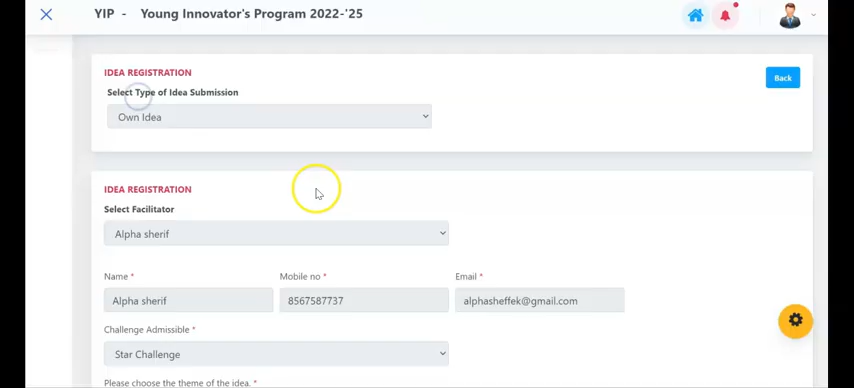 YIP - Young Innovator's Program 2022-'25
IDEA REGISTRATION
Back
Select Type of Idea Submission
Own Idea
IDEA REGISTRATION
Select Facilitator
Alpha sherif
Name * Mobile no * Email *
Alpha sherif 8567587737 alphasheffek@gmail.com
Challenge Admissible *
Star Challenge
Please choose the theme of the idea. *